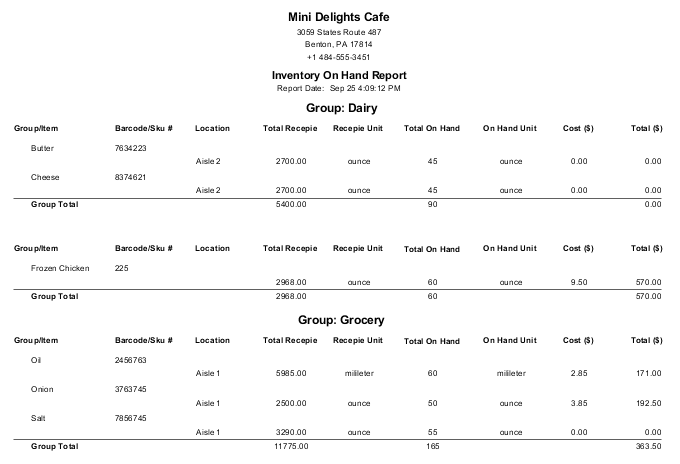 Mini Delights Cafe
3059 States Route 487
Benton, PA 17814
+1 484-555-3451
Inventory On Hand Report
Report Date: Sep 25 4:09:12 PM
Group: Dairy
Group/Item Barcode/Sku # Location Total Recepie Recepie Unit Total On Hand On Hand Unit Cost ($) Total ($)
Butter 7634223
Aisle 2 2700.00 ounce 45 ounce 0.00 0.00
Cheese 8374621
Aisle 2 2700.00 ounce 45 ounce 0.00 0.00
Group Total 5400.00 90 0.00
Group/Item Barcode/Sku # Location Total Recepie Recepie Unit Total On Hand On Hand Unit Cost ($) Total ($)
Frozen Chicken 225
2968.00 ounce 60 ounce 9.50 570.00
Group Total 2968.00 60 570.00
Group: Grocery
Group/Item Barcode/Sku # Location Total Recepie Recepie Unit Total On Hand On Hand Unit Cost ($) Total ($)
Oil 2456763
Aisle 1 5985.00 milileter 60 milileter 2.85 171.00
Onion 3763745
Aisle 1 2500.00 ounce 50 ounce 3.85 192.50
Salt 7856745
Aisle 1 3290.00 ounce 55 ounce 0.00 0.00
Group Total 11775.00 165 363.50